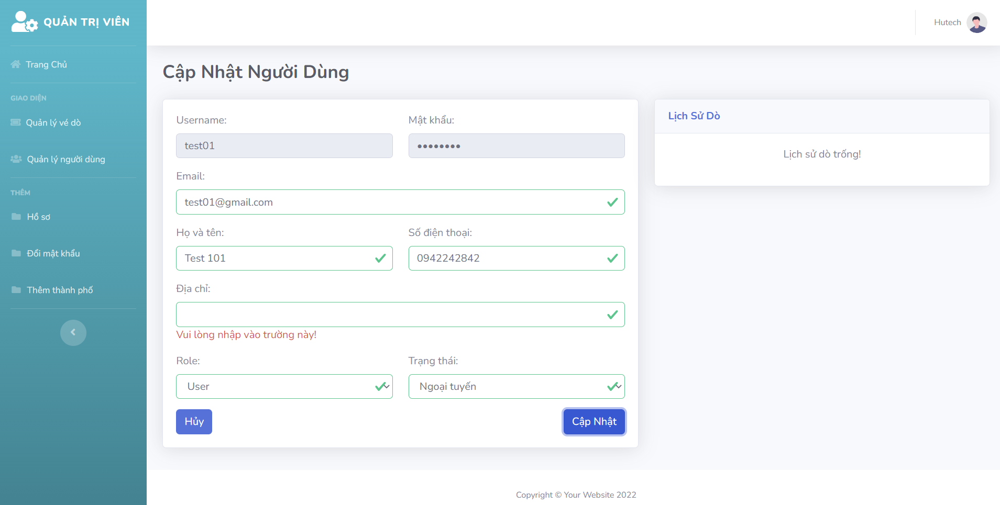 QUẢN TRỊ VIÊN
Trang Chủ
GIAO DIỆN
Quản lý vé dò
Quản lý người dùng
THÊM
Hồ sơ
Đổi mật khẩu
Thêm thành phố
Hutech
Cập Nhật Người Dùng
Username:
Mật khẩu:
test01
••••••••
Email:
test01@gmail.com
Họ và tên:
Số điện thoại:
Test 101
0942242842
Địa chỉ:
Vui lòng nhập vào trường này!
Role:
Trạng thái:
User
Ngoại tuyến
Hủy
Cập Nhật
Lịch Sử Dò
Lịch sử dò trống!
Copyright © Your Website 2022